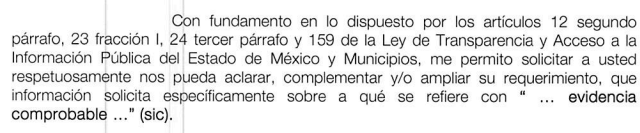 Con fundamento en lo dispuesto por los artículos 12 segundo
párrafo, 23 fracción I, 24 tercer párrafo y 159 de la Ley de Transparencia y Acceso a la
Información Pública del Estado de México y Municipios, me permito solicitar a usted
respetuosamente nos pueda aclarar, complementar y/o ampliar su requerimiento, que
información solicita específicamente sobre a qué se refiere con “ ... evidencia
comprobable ...” (sic).